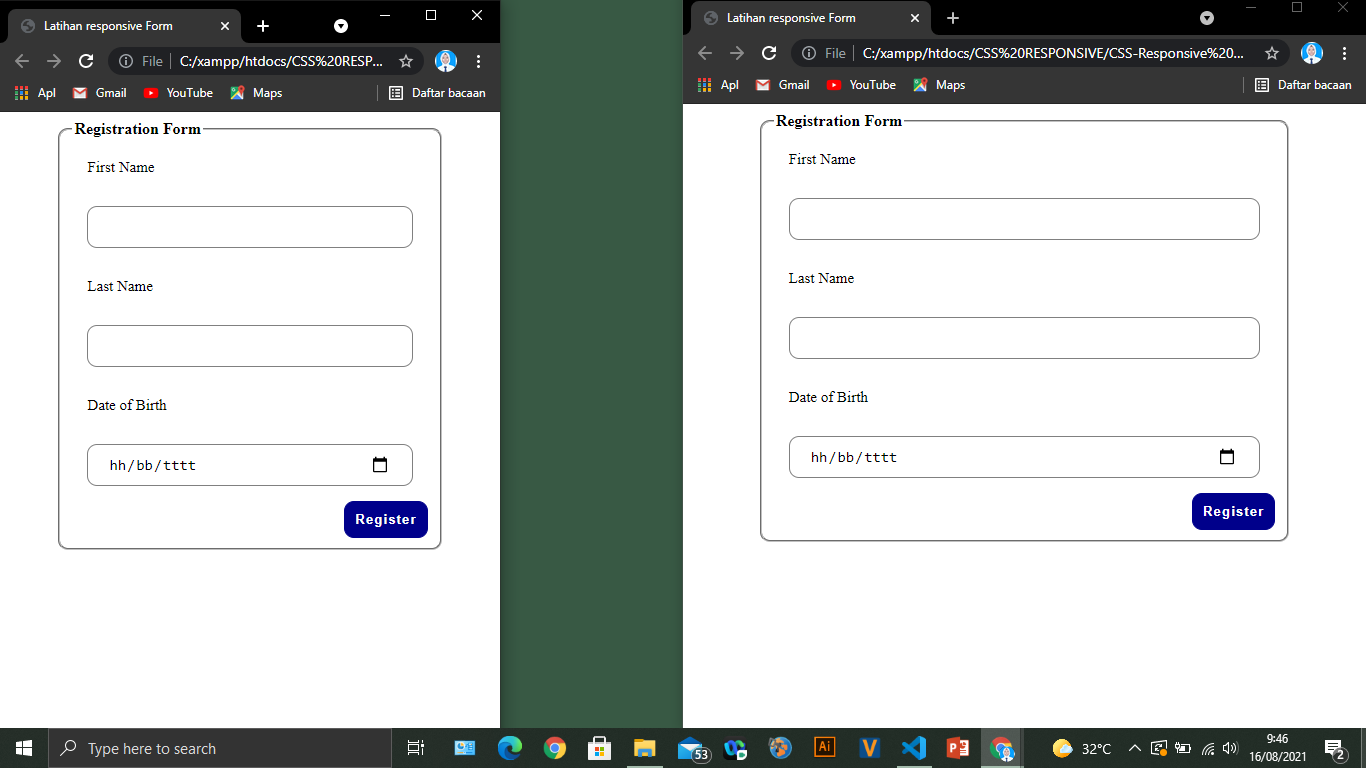 Latihan responsive Form
File
C:/xampp/htdocs/CSS%20RESP...
Apl
Gmail
YouTube
Maps
Daftar bacaan
Registration Form
First Name
Last Name
Date of Birth
hh/bb/tttt
Register
Latihan responsive Form
File
C:/xampp/htdocs/CSS%20RESPONSIVE/CSS-Responsive%20...
Apl
Gmail
YouTube
Maps
Daftar bacaan
Registration Form
First Name
Last Name
Date of Birth
hh/bb/tttt
Register
Type here to search
53
Ai
32°C
9:46
16/08/2021
2